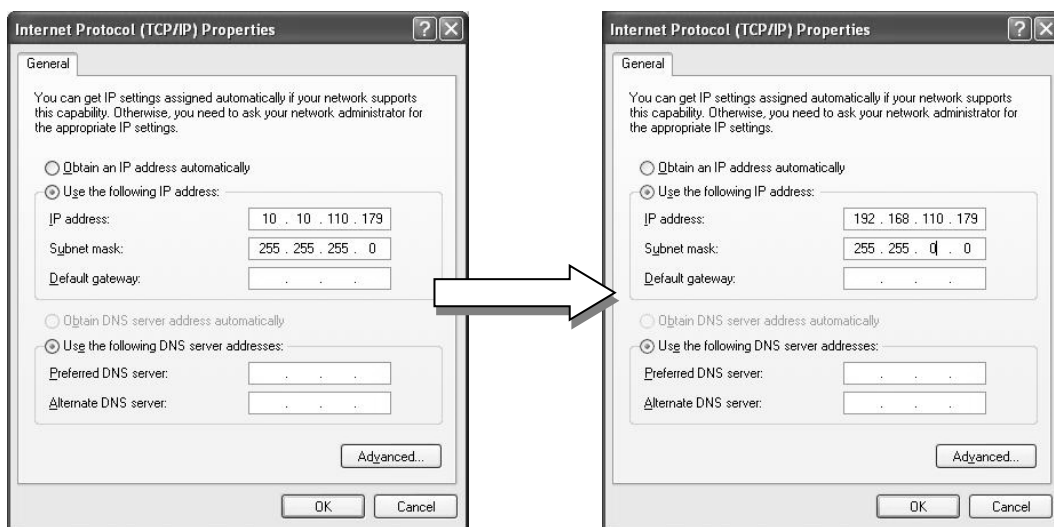 Internet Protocol (TCP/IP) Properties
General
You can get IP settings assigned automatically if your network supports
this capability. Otherwise, you need to ask your network administrator for
the appropriate IP settings.
Obtain an IP address automatically
Use the following IP address:
IP address: 10 . 10 . 110 . 179
Subnet mask: 255 . 255 . 255 . 0
Default gateway: . . .
Obtain DNS server address automatically
Use the following DNS server addresses:
Preferred DNS server: . . .
Alternate DNS server: . . .
Advanced...
OK Cancel
Internet Protocol (TCP/IP) Properties
General
You can get IP settings assigned automatically if your network supports
this capability. Otherwise, you need to ask your network administrator for
the appropriate IP settings.
Obtain an IP address automatically
Use the following IP address:
IP address: 192 . 168 . 110 . 179
Subnet mask: 255 . 255 . 0 . 0
Default gateway: . . .
Obtain DNS server address automatically
Use the following DNS server addresses:
Preferred DNS server: . . .
Alternate DNS server: . . .
Advanced...
OK Cancel